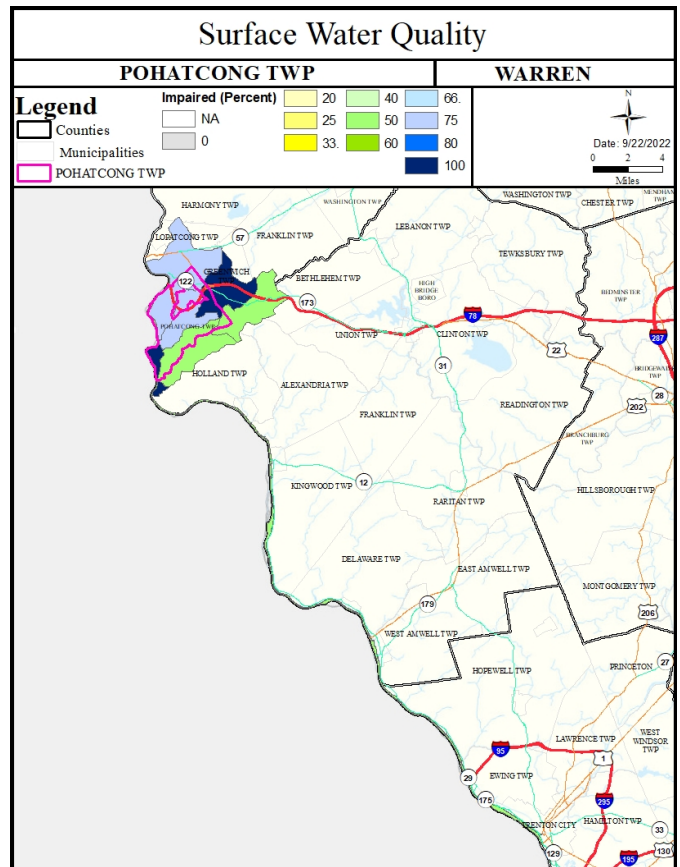 Surface Water Quality
POHATCONG TWP
WARREN
Legend
Counties
Municipalities
POHATCONG TWP
Impaired (Percent)
NA
0
20
25
33.
40
50
60
66.
75
80
100
N
Date: 9/22/2022
0 2 4
Miles
HARMONY TWP
WASHINGTON TWP
WASHINGTON TWP
CHESTER TWP
MENDHAM
TWP
LOPATCONG TWP
57
FRANKLIN TWP
LEBANON TWP
TEWKSBURY TWP
GREENWICH
122
BETHLEHEM TWP
173
HIGH
BRIDGE
BORO
BEDMINSTER
TWP
POHATCONG TWP
UNION TWP
78
CLINTON TWP
22
287
HOLLAND TWP
31
ALEXANDRIA TWP
FRANKLIN TWP
READINGTON TWP
202
28
BRANCHBURG
TWP
KINGWOOD TWP
12
RARITAN TWP
HILLSBOROUGH TWP
DELAWARE TWP
EAST AMWELL TWP
MONTGOMERY TWP
179
206
WEST AMWELL TWP
HOPEWELL TWP
PRINCETON
27
LAWRENCE TWP
WEST
WINDSOR
TWP
95
1
29
EWING TWP
175
295
TRENTON CITY
HAMILTON TWP
33
129
195
130